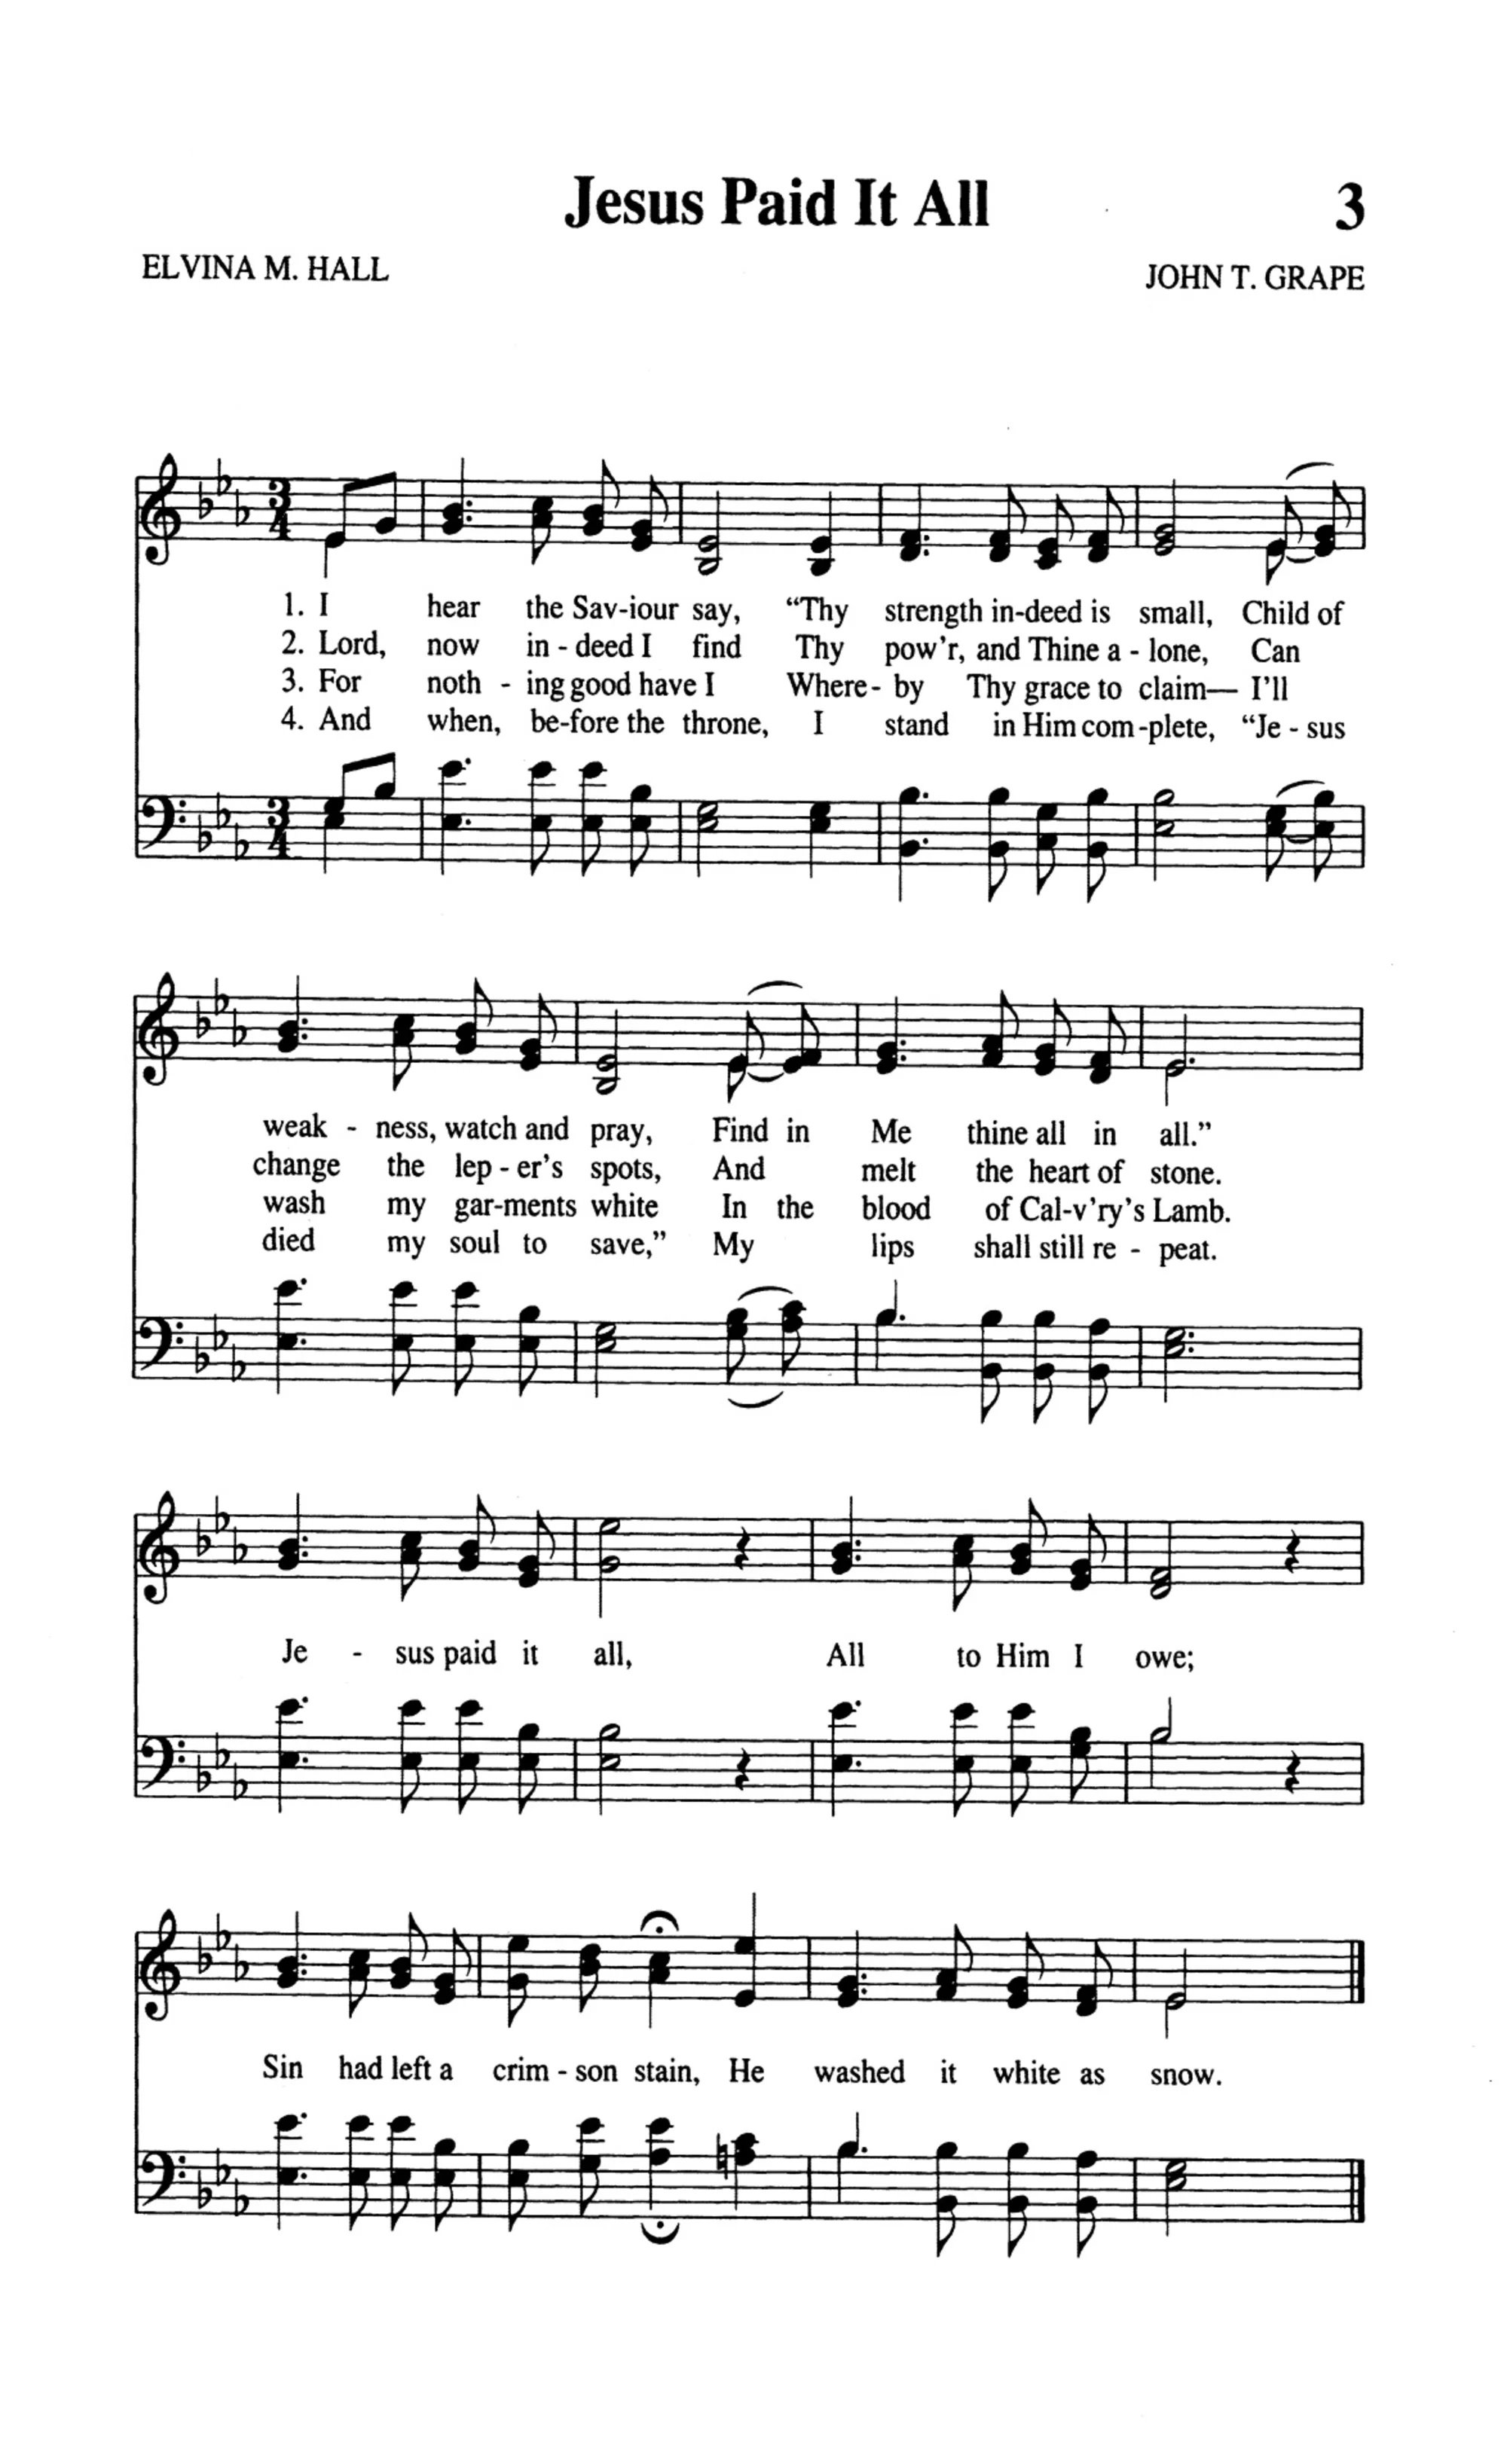 Jesus Paid It All 3
ELVINA M. HALL
JOHN T. GRAPE
3 4
1. I hear the Sav-iour say, “Thy strength in-deed is small, Child of
2. Lord, now in - deed I find Thy pow’r, and Thine a - lone, Can
3. For noth - ing good have I Where - by Thy grace to claim— I’ll
4. And when, be-fore the throne, I stand in Him com-plete, “Je - sus
3 4
weak - ness, watch and pray, Find in Me thine all in all.”
change the lep - er’s spots, And melt the heart of stone.
wash my gar-ments white In the blood of Cal-v’ry’s Lamb.
died my soul to save,” My lips shall still re - peat.
Je - sus paid it all, All to Him I owe;
Sin had left a crim - son stain, He washed it white as snow.